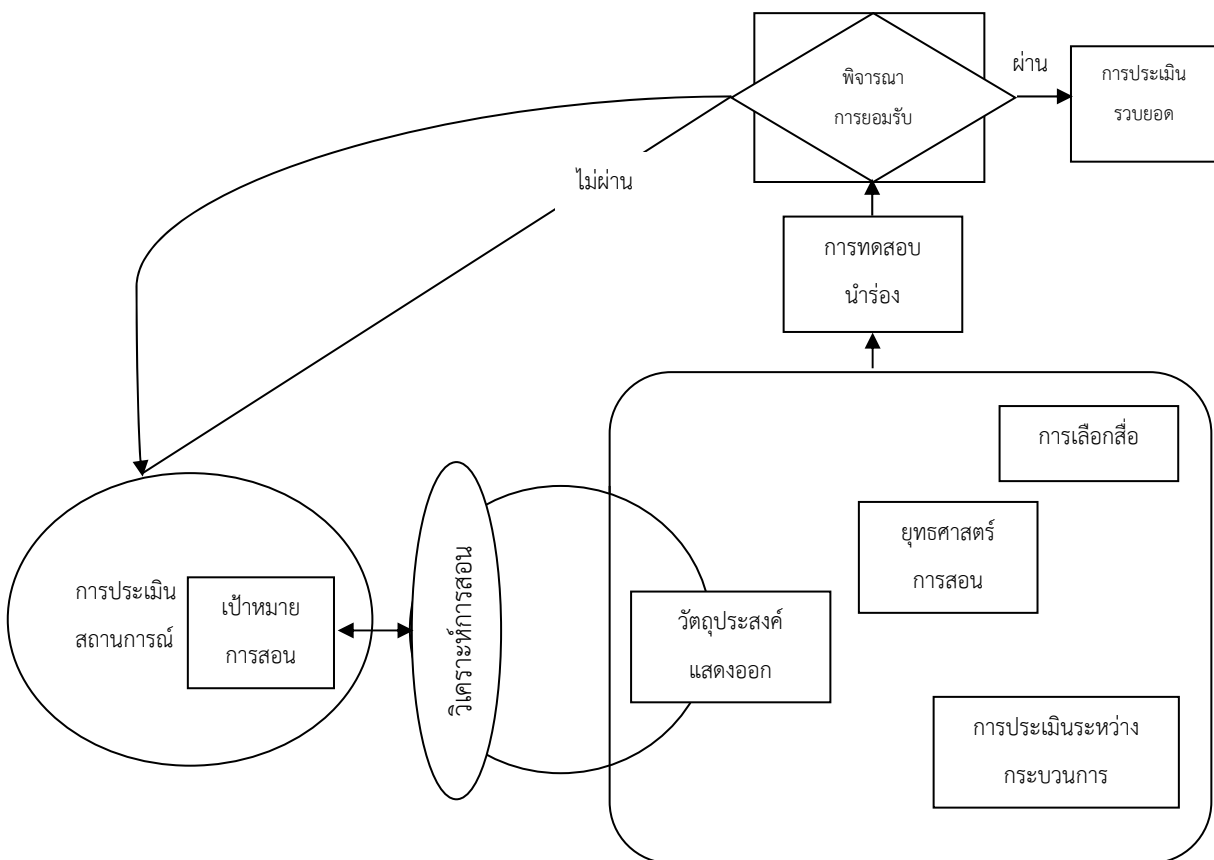 พิจารณา
การยอมรับ
ผ่าน
การประเมิน
รวบยอด
ไม่ผ่าน
การทดสอบ
นำร่อง
การเลือกสื่อ
ยุทธศาสตร์
การสอน
การประเมิน
สถานการณ์
เป้าหมาย
การสอน
วิเคราะห์การสอน
วัตถุประสงค์
แสดงออก
การประเมินระหว่าง
กระบวนการ